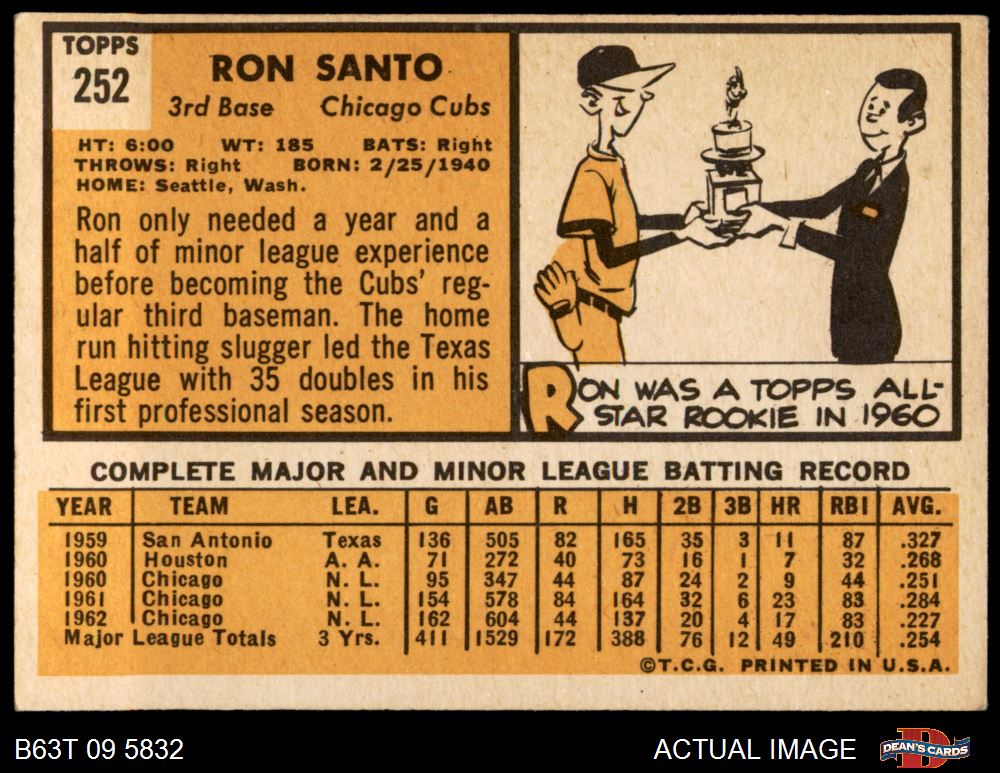 TOPPS
252
RON SANTO
3rd Base Chicago Cubs
HT: 6:00 WT: 185 BATS: Right
THROWS: Right BORN: 2/25/1940
HOME: Seattle, Wash.
Ron only needed a year and a
half of minor league experience
before becoming the Cubs' reg-
ular third baseman. The home
run hitting slugger led the Texas
League with 35 doubles in his
first professional season.
RON WAS A TOPPS ALL-
STAR ROOKIE IN 1960
COMPLETE MAJOR AND MINOR LEAGUE BATTING RECORD
YEAR TEAM LEA. G AB R H 2B 3B HR RBI AVG.
1959 San Antonio Texas 136 505 82 165 35 3 11 87 .327
1960 Houston A. A. 71 272 40 73 16 1 7 32 .268
1960 Chicago N. L. 95 347 44 87 24 2 9 44 .251
1961 Chicago N. L. 154 578 84 164 32 6 23 83 .284
1962 Chicago N. L. 162 604 44 137 20 4 17 83 .227
Major League Totals 3 Yrs. 411 1529 172 388 76 12 49 210 .254
©T.C.G. PRINTED IN U.S.A.
B63T 09 5832 ACTUAL IMAGE DEAN'S CARDS